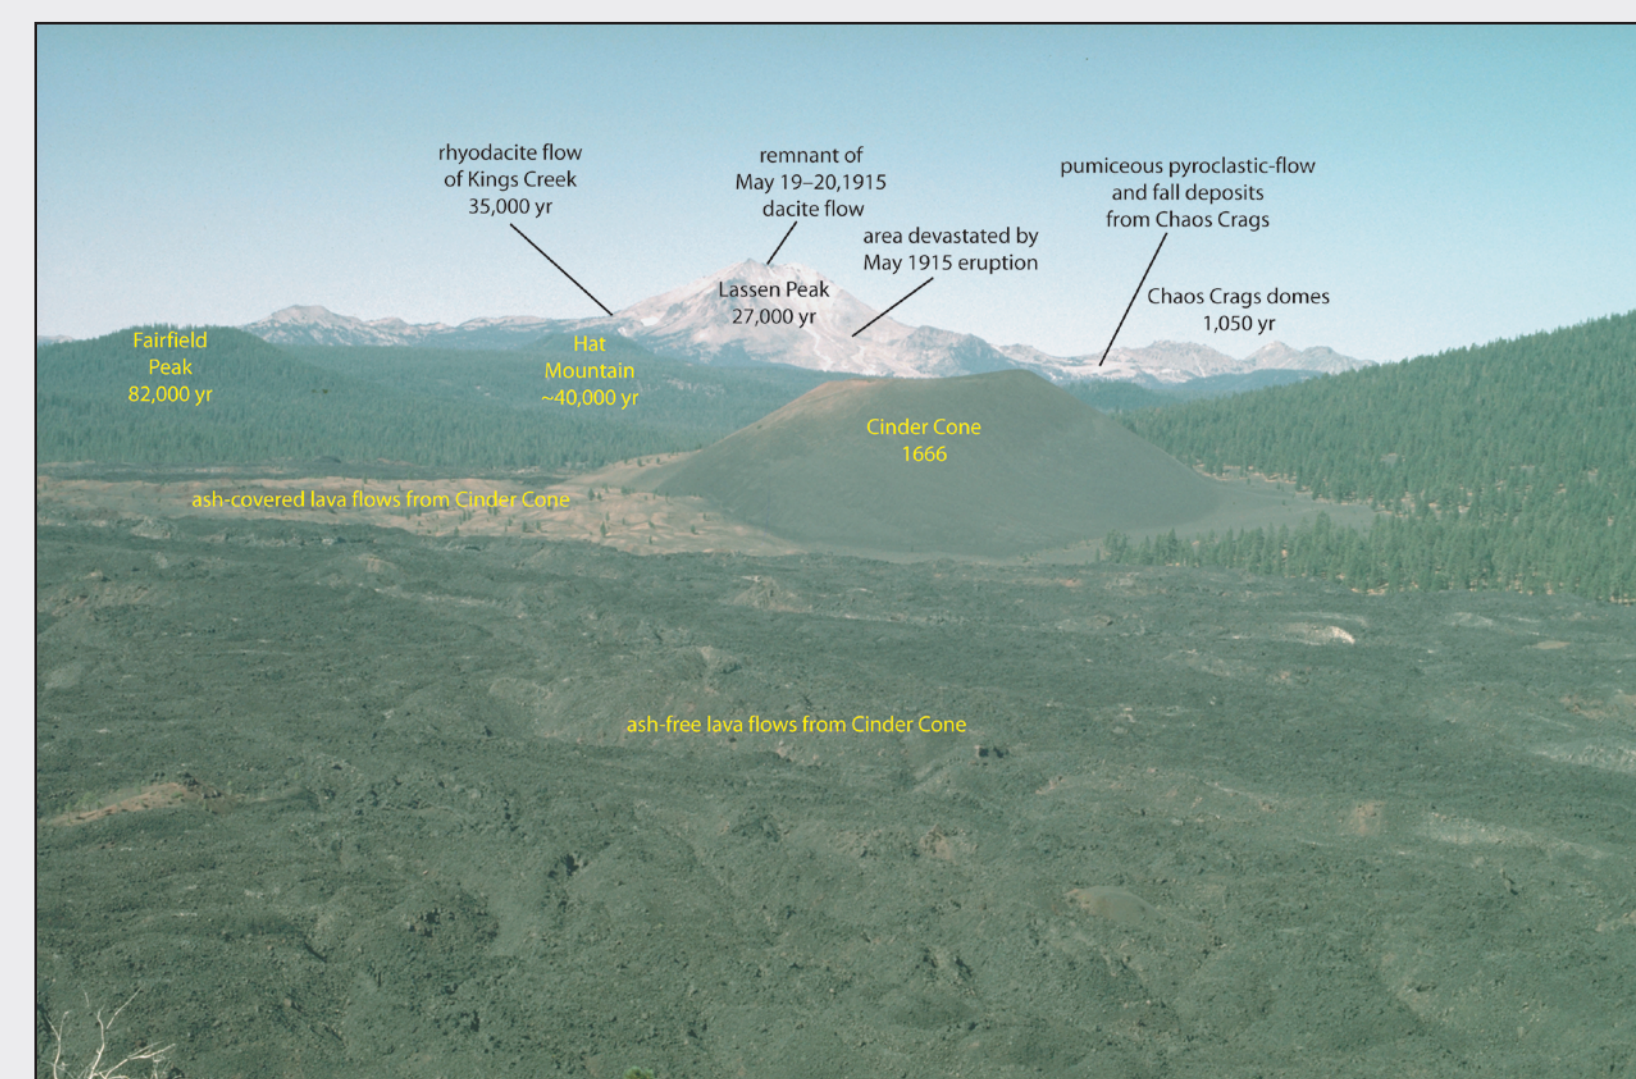 rhyodacite flow
of Kings Creek
35,000 yr
remnant of
May 19–20,1915
dacite flow
area devastated by
May 1915 eruption
pumiceous pyroclastic-flow
and fall deposits
from Chaos Crags
Chaos Crags domes
1,050 yr
Lassen Peak
27,000 yr
Fairfield
Peak
82,000 yr
Hat
Mountain
~40,000 yr
Cinder Cone
1666
ash-covered lava flows from Cinder Cone
ash-free lava flows from Cinder Cone